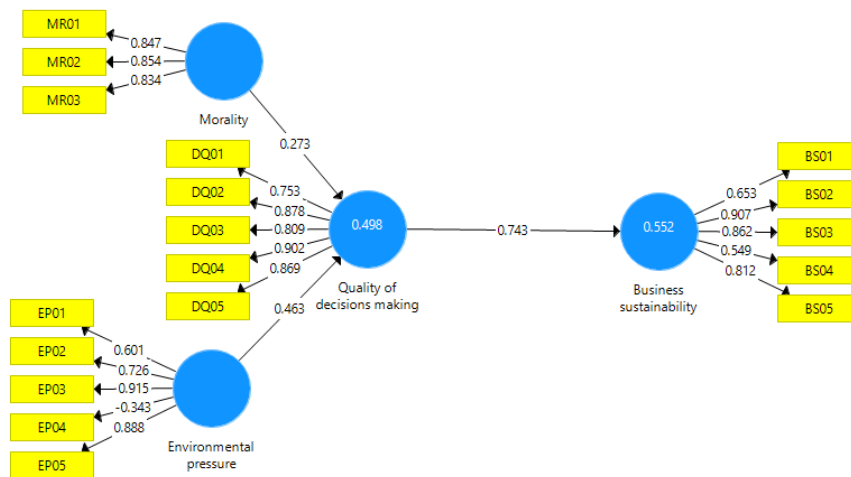 MR01
0.847
MR02
0.854
MR03
0.834
Morality
0.273
DQ01
0.753
DQ02
0.878
DQ03
0.809
DQ04
0.902
DQ05
0.869
0.498
Quality of
decisions making
0.743
0.552
Business
sustainability
BS01
0.653
BS02
0.907
BS03
0.862
BS04
0.549
BS05
0.812
0.463
EP01
0.601
EP02
0.726
EP03
0.915
EP04
-0.343
EP05
0.888
Environmental
pressure